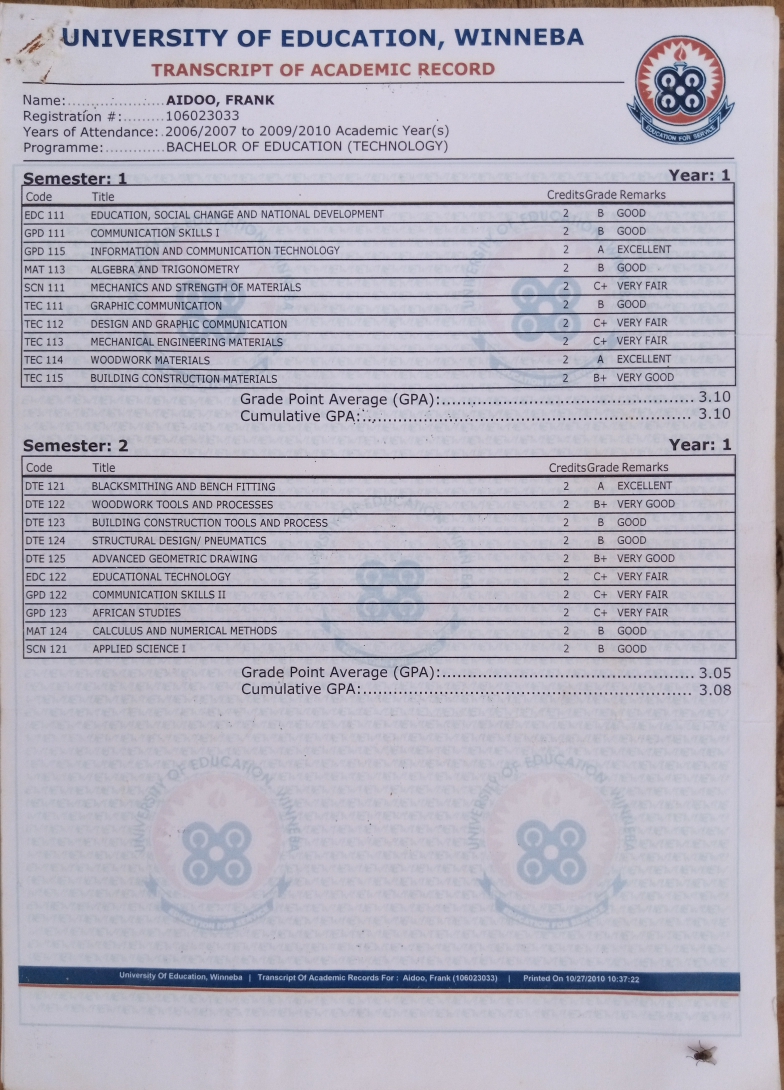 UNIVERSITY OF EDUCATION, WINNEBA
TRANSCRIPT OF ACADEMIC RECORD
EDUCATION FOR SERVICE
Name:..................AIDOO, FRANK
Registration #:.........106023033
Years of Attendance:.2006/2007 to 2009/2010 Academic Year(s)
Programme:.............BACHELOR OF EDUCATION (TECHNOLOGY)
Semester: 1 Year: 1
Code Title Credits Grade Remarks
EDC 111 EDUCATION, SOCIAL CHANGE AND NATIONAL DEVELOPMENT 2 B GOOD
GPD 111 COMMUNICATION SKILLS I 2 B GOOD
GPD 115 INFORMATION AND COMMUNICATION TECHNOLOGY 2 A EXCELLENT
MAT 113 ALGEBRA AND TRIGONOMETRY 2 B GOOD
SCN 111 MECHANICS AND STRENGTH OF MATERIALS 2 C+ VERY FAIR
TEC 111 GRAPHIC COMMUNICATION 2 B GOOD
TEC 112 DESIGN AND GRAPHIC COMMUNICATION 2 C+ VERY FAIR
TEC 113 MECHANICAL ENGINEERING MATERIALS 2 C+ VERY FAIR
TEC 114 WOODWORK MATERIALS 2 A EXCELLENT
TEC 115 BUILDING CONSTRUCTION MATERIALS 2 B+ VERY GOOD
Grade Point Average (GPA):............................................. 3.10
Cumulative GPA:........................................................... 3.10
Semester: 2 Year: 1
Code Title Credits Grade Remarks
DTE 121 BLACKSMITHING AND BENCH FITTING 2 A EXCELLENT
DTE 122 WOODWORK TOOLS AND PROCESSES 2 B+ VERY GOOD
DTE 123 BUILDING CONSTRUCTION TOOLS AND PROCESS 2 B GOOD
DTE 124 STRUCTURAL DESIGN/ PNEUMATICS 2 B GOOD
DTE 125 ADVANCED GEOMETRIC DRAWING 2 B+ VERY GOOD
EDC 122 EDUCATIONAL TECHNOLOGY 2 C+ VERY FAIR
GPD 122 COMMUNICATION SKILLS II 2 C+ VERY FAIR
GPD 123 AFRICAN STUDIES 2 C+ VERY FAIR
MAT 124 CALCULUS AND NUMERICAL METHODS 2 B GOOD
SCN 121 APPLIED SCIENCE I 2 B GOOD
Grade Point Average (GPA):............................................. 3.05
Cumulative GPA:........................................................... 3.08
UNIVERSITY OF EDUCATION, WINNEBA
UNIVERSITY OF EDUCATION, WINNEBA
University Of Education, Winneba | Transcript Of Academic Records For : Aidoo, Frank (106023033) | Printed On 10/27/2010 10:37:22